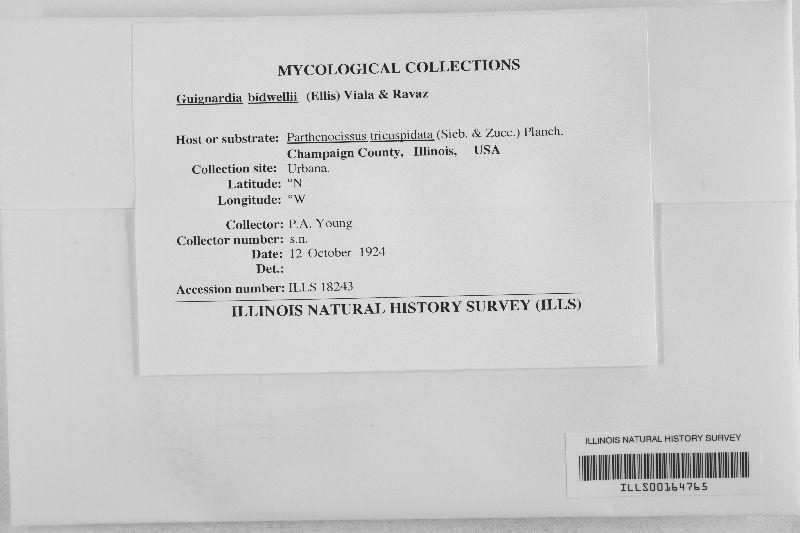 MYCOLOGICAL COLLECTIONS
Guignardia bidwellii (Ellis) Viala & Ravaz
Host or substrate: Parthenocissus tricuspidata (Sieb. & Zucc.) Planch.
Champaign County, Illinois, USA
Collection site: Urbana.
Latitude: °N
Longitude: °W
Collector: P.A. Young
Collector number: s.n.
Date: 12 October 1924
Det.:
Accession number: ILLS 18243
ILLINOIS NATURAL HISTORY SURVEY (ILLS)
ILLINOIS NATURAL HISTORY SURVEY
ILLS00164765